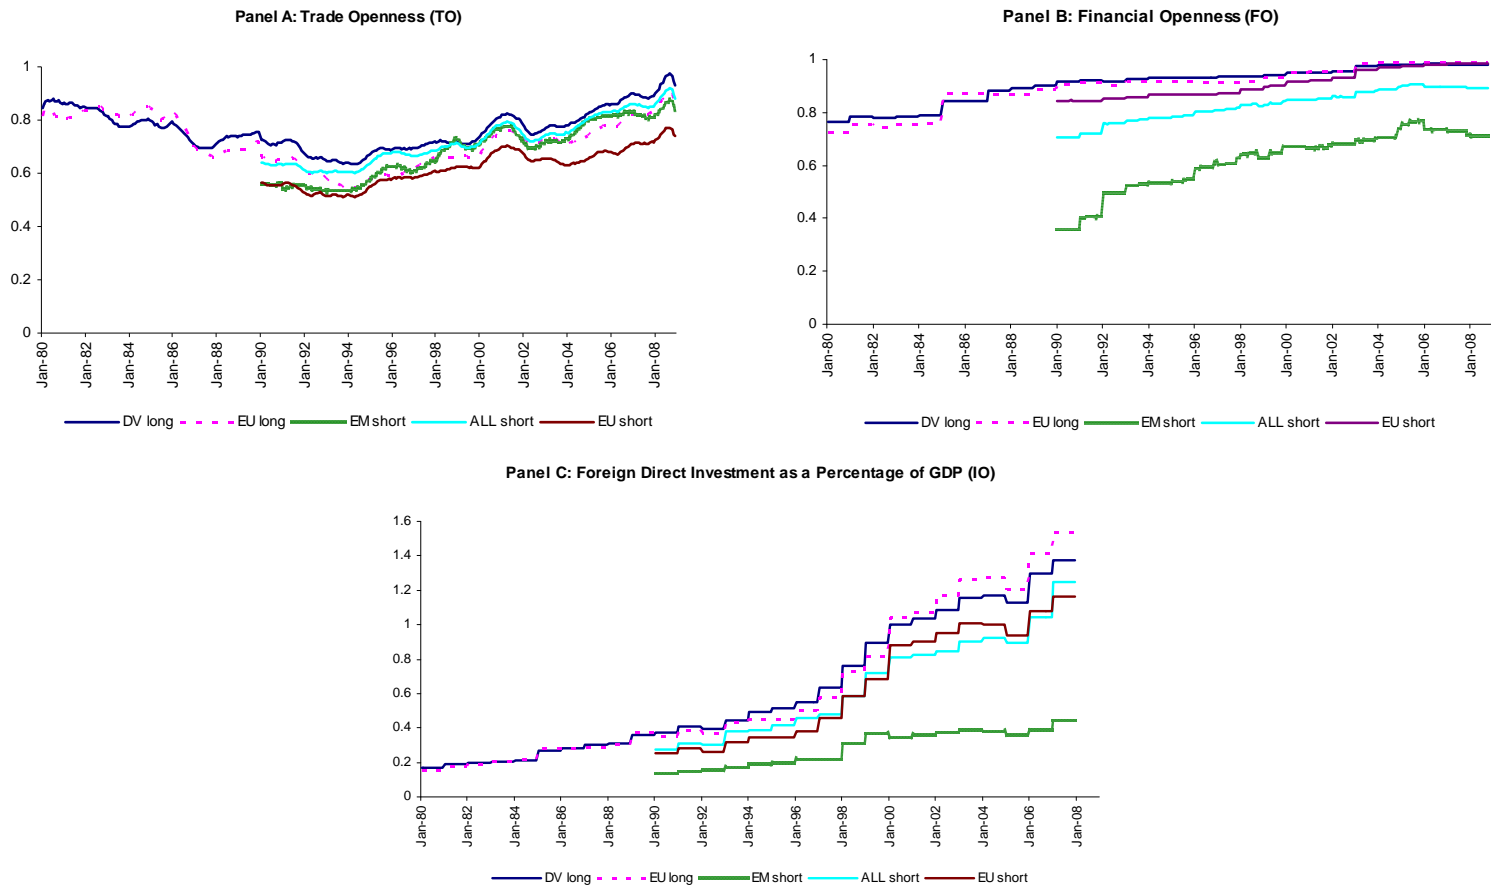 Panel A: Trade Openness (TO)
1
0.8
0.6
0.4
0.2
0
Jan-80
Jan-82
Jan-84
Jan-86
Jan-88
Jan-90
Jan-92
Jan-94
Jan-96
Jan-98
Jan-00
Jan-02
Jan-04
Jan-06
Jan-08
DV long EU long EM short ALL short EU short
Panel B: Financial Openness (FO)
1
0.8
0.6
0.4
0.2
0
Jan-80
Jan-82
Jan-84
Jan-86
Jan-88
Jan-90
Jan-92
Jan-94
Jan-96
Jan-98
Jan-00
Jan-02
Jan-04
Jan-06
Jan-08
DV long EU long EM short ALL short EU short
Panel C: Foreign Direct Investment as a Percentage of GDP (IO)
1.6
1.4
1.2
1
0.8
0.6
0.4
0.2
0
Jan-80
Jan-82
Jan-84
Jan-86
Jan-88
Jan-90
Jan-92
Jan-94
Jan-96
Jan-98
Jan-00
Jan-02
Jan-04
Jan-06
Jan-08
DV long EU long EM short ALL short EU short